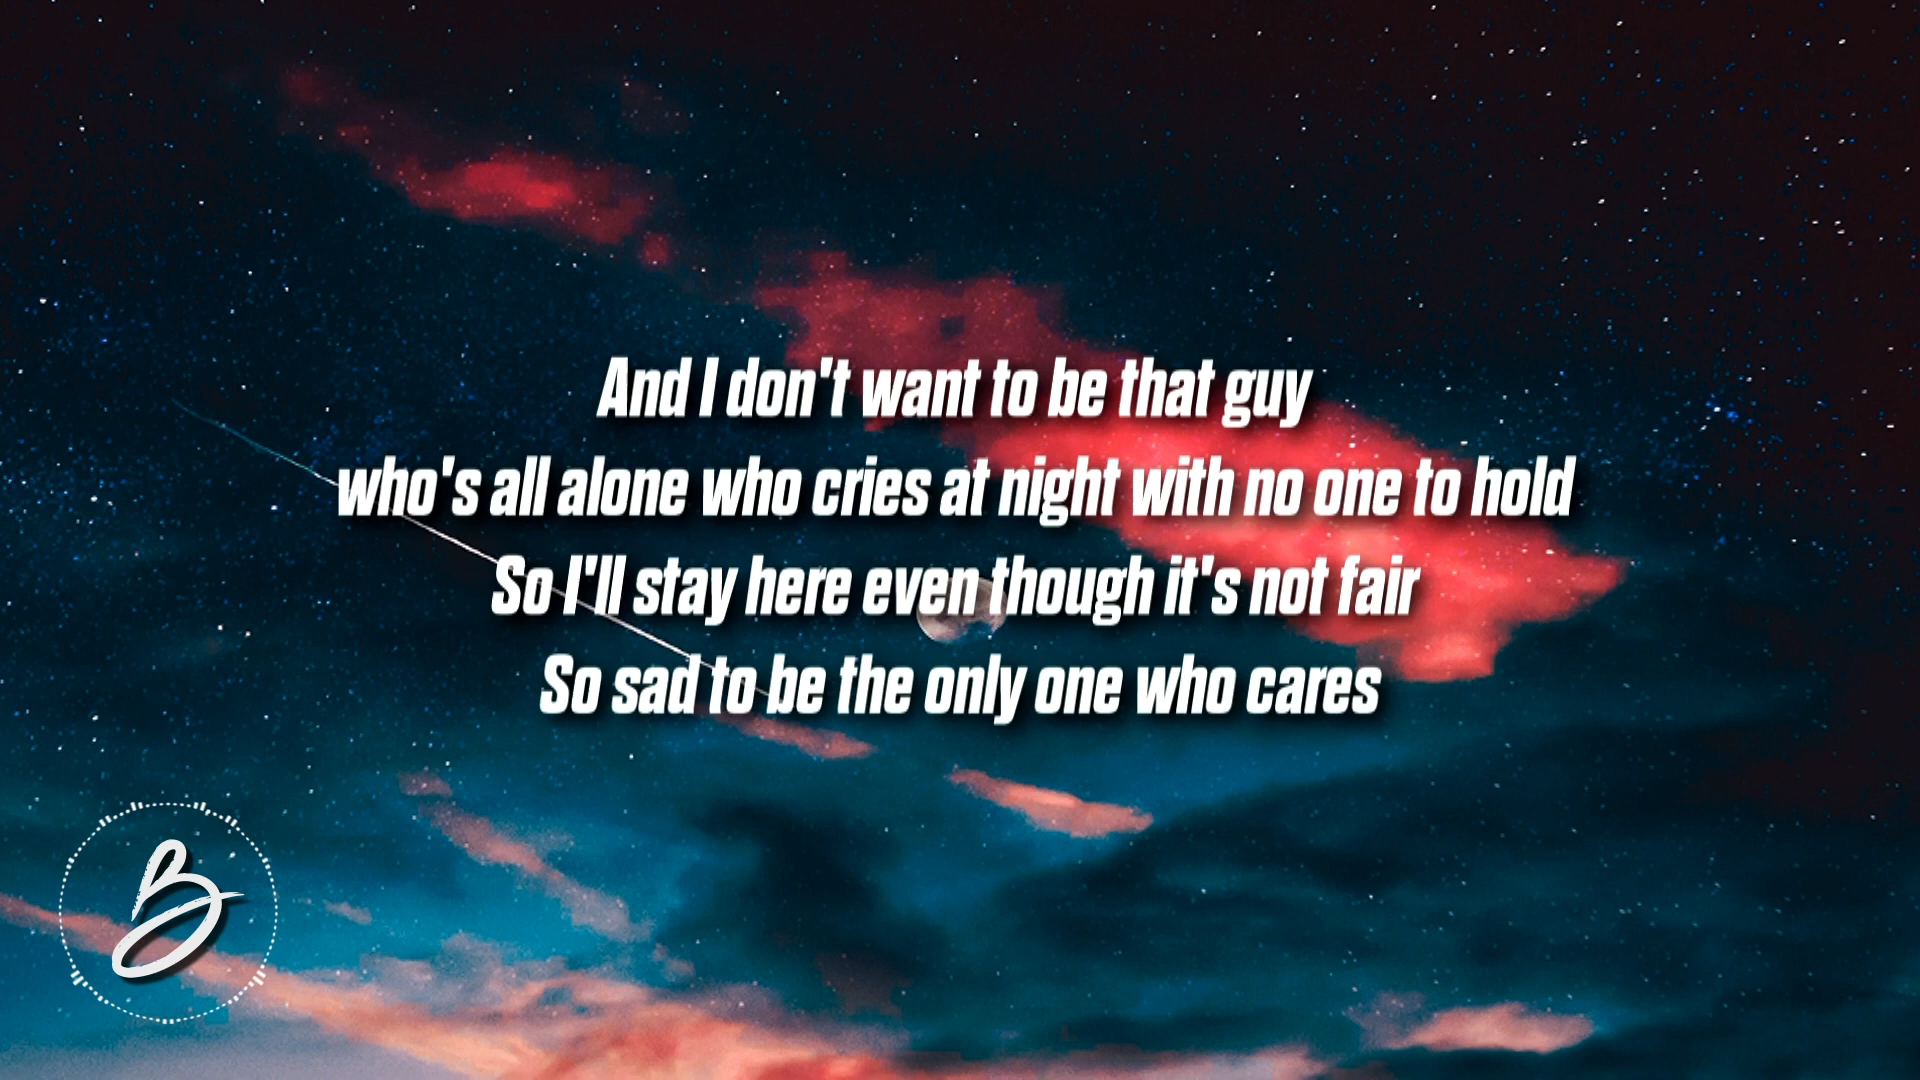 And I don't want to be that guy
who's all alone who cries at night with no one to hold
So I'll stay here even though it's not fair
So sad to be the only one who cares
B